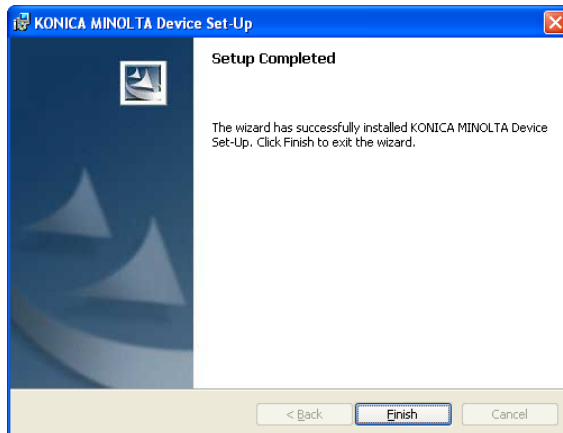 KONICA MINOLTA Device Set-Up
Setup Completed
The wizard has successfully installed KONICA MINOLTA Device
Set-Up. Click Finish to exit the wizard.
< Back
Finish
Cancel